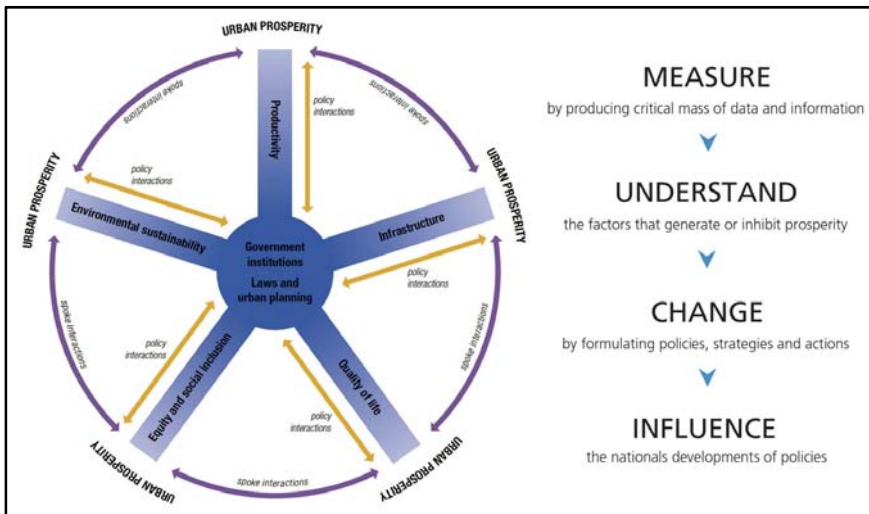 URBAN PROSPERITY
spoke interactions
spoke interactions
Productivity
policy
interactions
policy
interactions
URBAN PROSPERITY
URBAN PROSPERITY
Environmental sustainability
Infrastructure
Government
institutions
Laws and
urban planning
policy
interactions
policy
interactions
spoke interactions
spoke interactions
Equity and social inclusion
Quality of life
policy
interactions
URBAN PROSPERITY
URBAN PROSPERITY
spoke interactions
MEASURE
by producing critical mass of data and information
UNDERSTAND
the factors that generate or inhibit prosperity
CHANGE
by formulating policies, strategies and actions
INFLUENCE
the nationals developments of policies